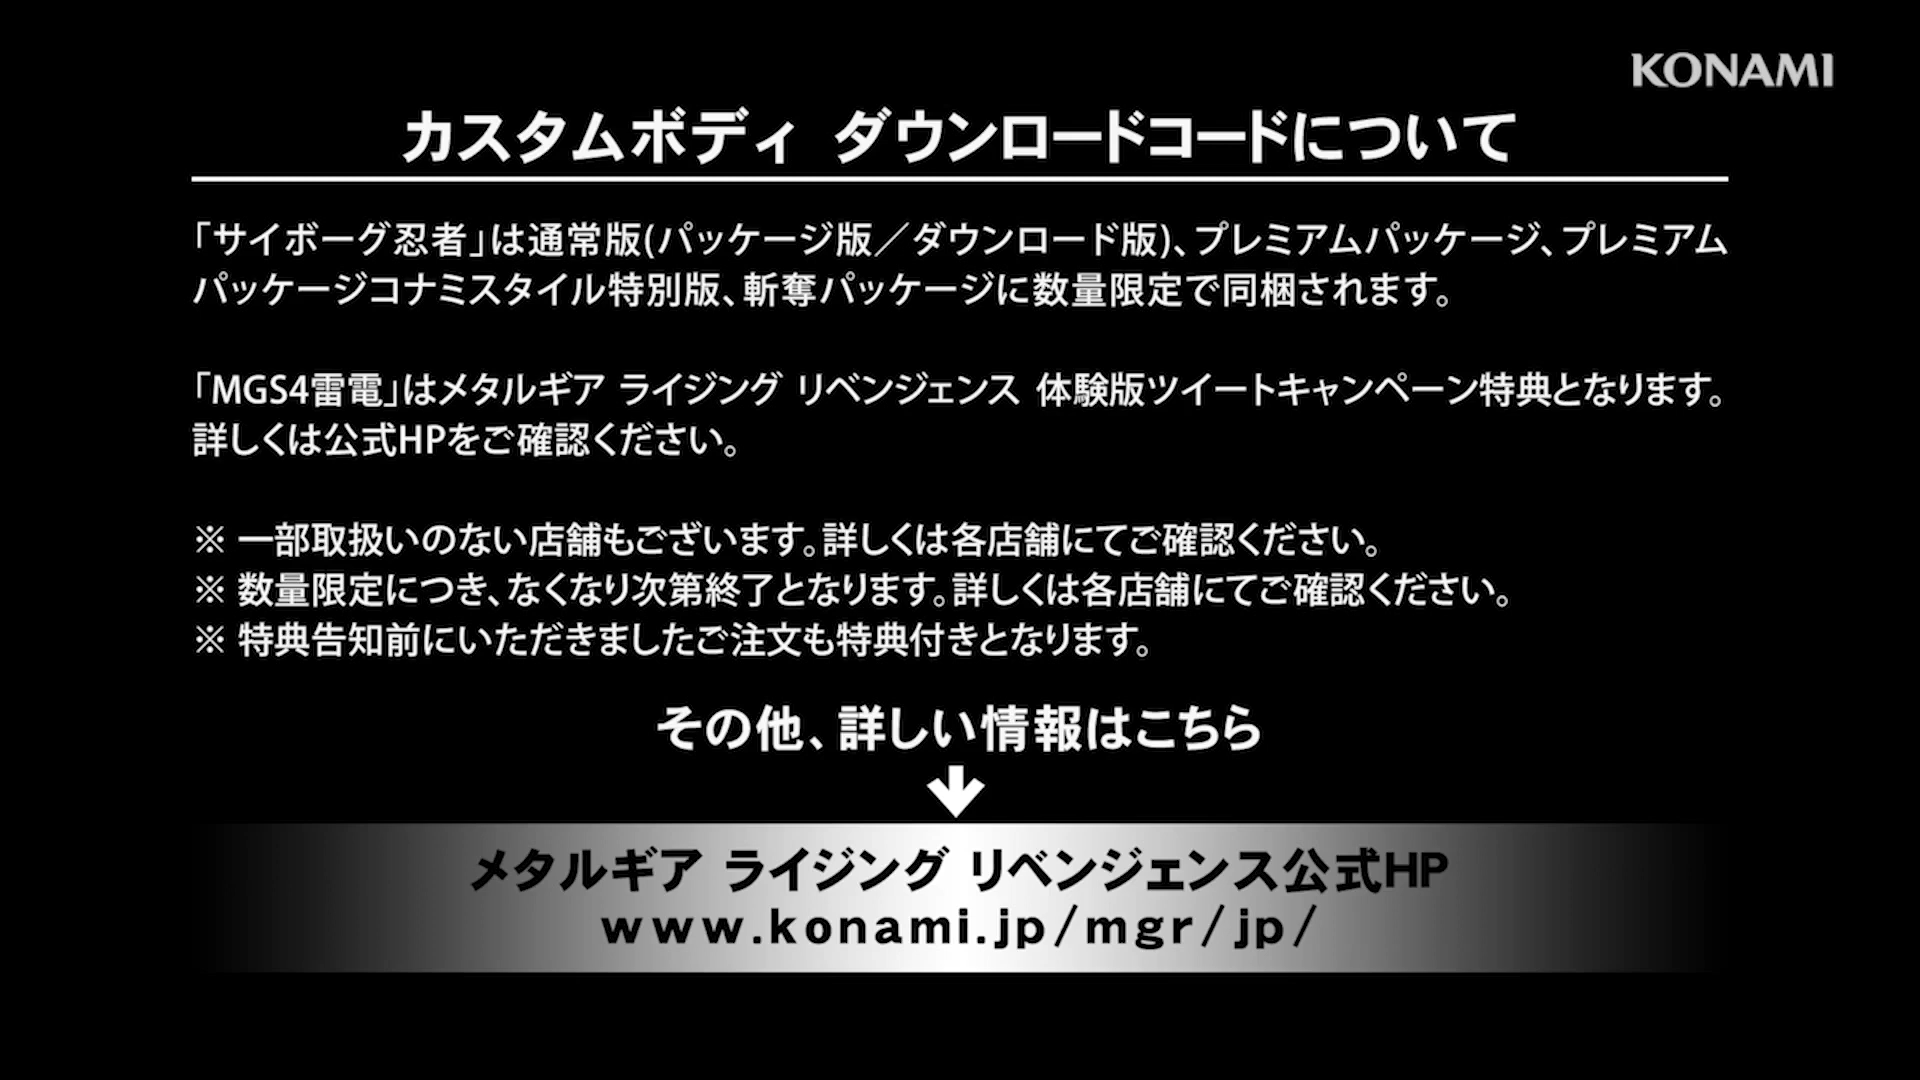 KONAMI
カスタムボディ ダウンロードコードについて
「サイボーグ忍者」は通常版(パッケージ版／ダウンロード版)、プレミアムパッケージ、プレミアム
パッケージコナミスタイル特別版、斬奪パッケージに数量限定で同梱されます。
「MGS4雷電」はメタルギア ライジング リベンジェンス 体験版ツイートキャンペーン特典となります。
詳しくは公式HPをご確認ください。
※ 一部取扱いのない店舗もございます。詳しくは各店舗にてご確認ください。
※ 数量限定につき、なくなり次第終了となります。詳しくは各店舗にてご確認ください。
※ 特典告知前にいただきましたご注文も特典付きとなります。
その他、詳しい情報はこちら
メタルギア ライジング リベンジェンス公式HP
www.konami.jp/mgr/jp/